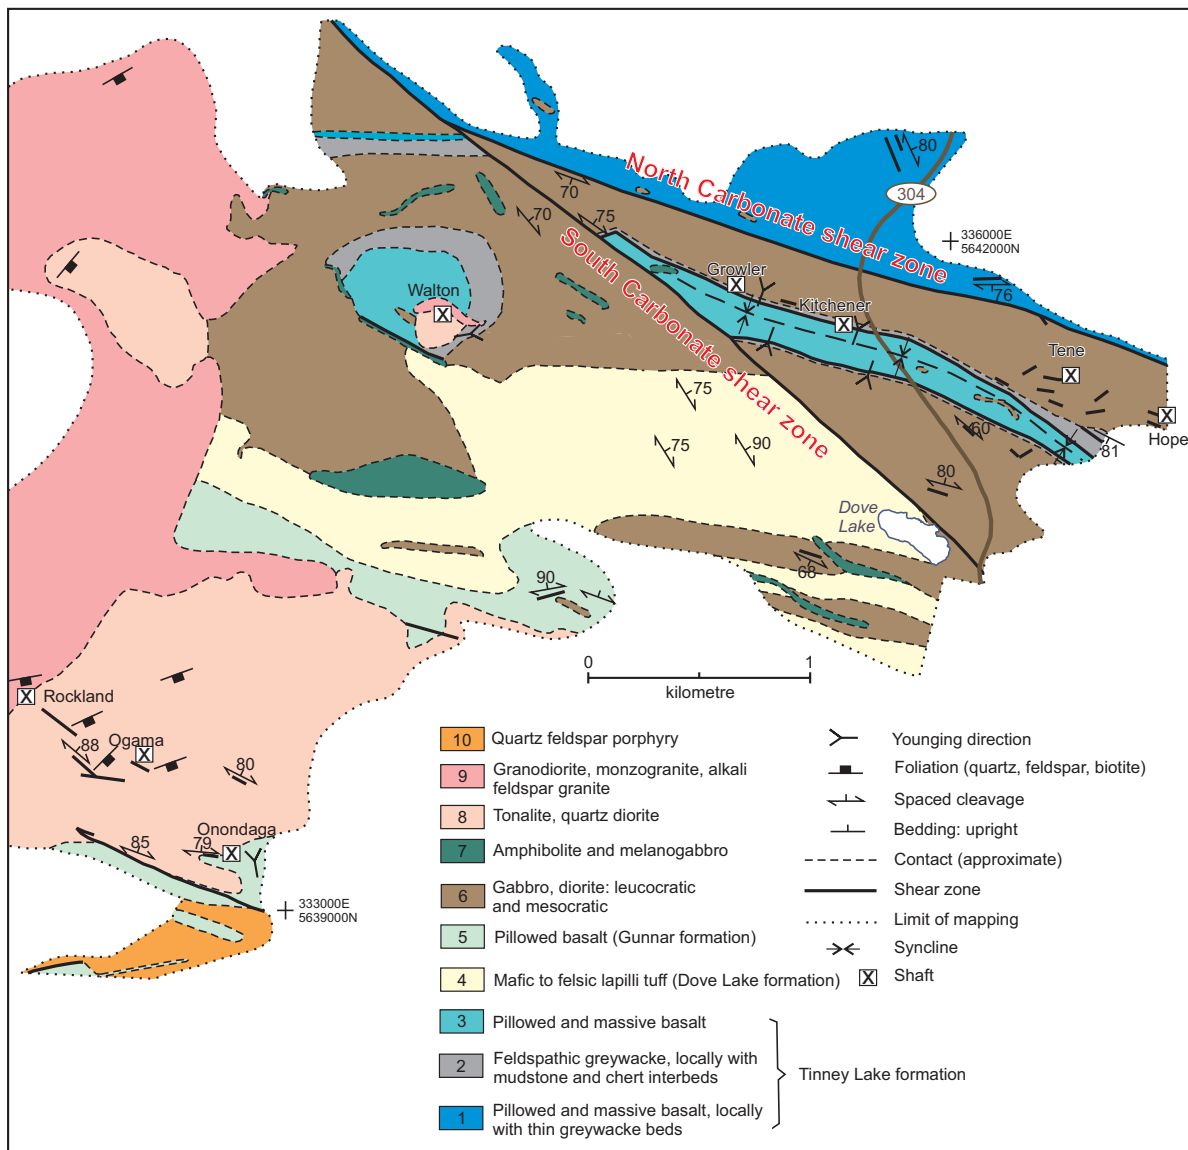 North Carbonate shear zone
South Carbonate shear zone
304
80
336000E
5642000N
70
70
75
76
Growler
Kitchener
Walton
Tene
Hope
81
60
75
75
90
80
Dove
Lake
68
90
0
1
kilometre
Rockland
88
Ogama
80
Onondaga
85
79
333000E
5639000N
10
Quartz feldspar porphyry
9
Granodiorite, monzogranite, alkali
feldspar granite
8
Tonalite, quartz diorite
7
Amphibolite and melanogabbro
6
Gabbro, diorite: leucocratic
and mesocratic
5
Pillowed basalt (Gunnar formation)
4
Mafic to felsic lapilli tuff (Dove Lake formation)
3
Pillowed and massive basalt
2
Feldspathic greywacke, locally with
mudstone and chert interbeds
1
Pillowed and massive basalt, locally
with thin greywacke beds
Tinney Lake formation
Younging direction
Foliation (quartz, feldspar, biotite)
Spaced cleavage
Bedding: upright
Contact (approximate)
Shear zone
Limit of mapping
Syncline
X
Shaft